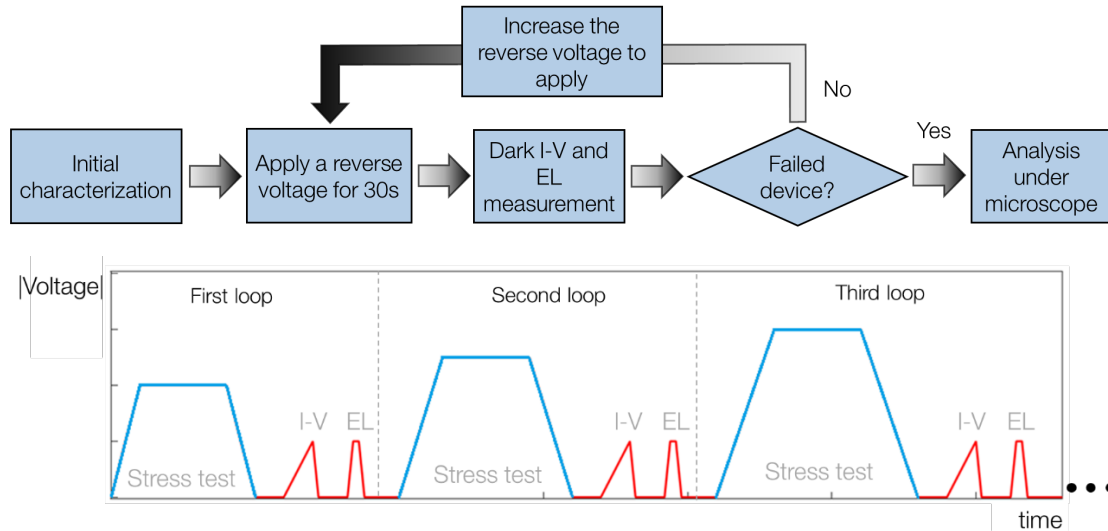 Increase the
reverse voltage to
apply
No
Initial
characterization
Apply a reverse
voltage for 30s
Dark I-V and
EL
measurement
Failed
device?
Yes
Analysis
under
microscope
|Voltage|
First loop
Second loop
Third loop
I-V EL
I-V EL
I-V EL
Stress test
Stress test
Stress test
time